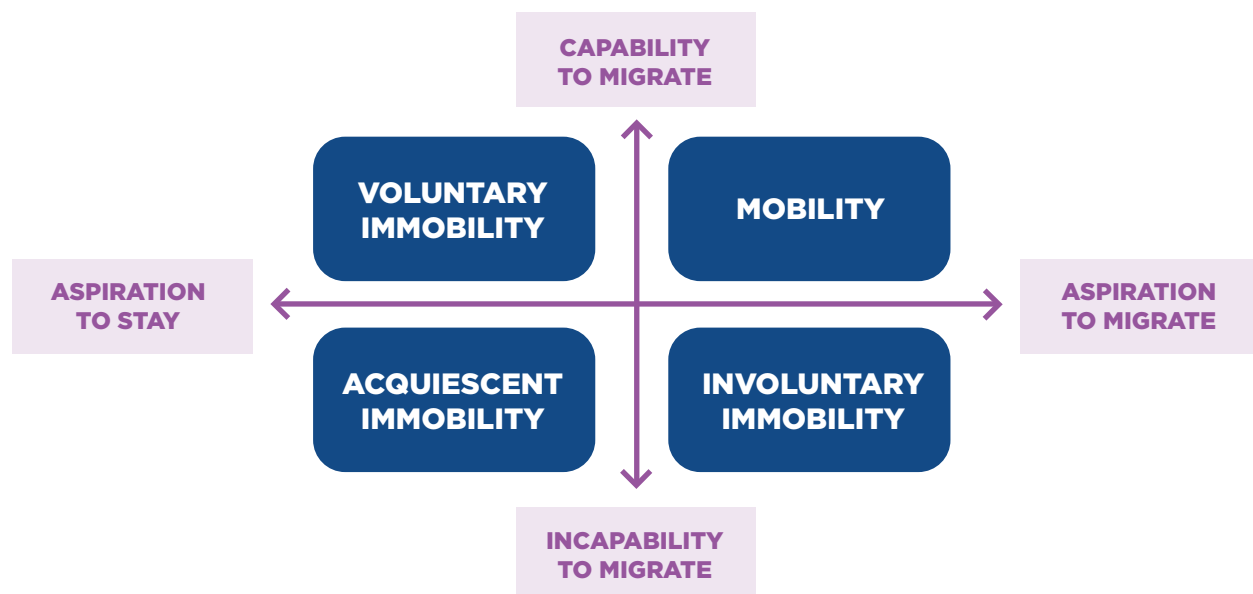 CAPABILITY
TO MIGRATE
VOLUNTARY
IMMOBILITY
MOBILITY
ASPIRATION
TO STAY
ASPIRATION
TO MIGRATE
ACQUIESCENT
IMMOBILITY
INVOLUNTARY
IMMOBILITY
INCAPABILITY
TO MIGRATE